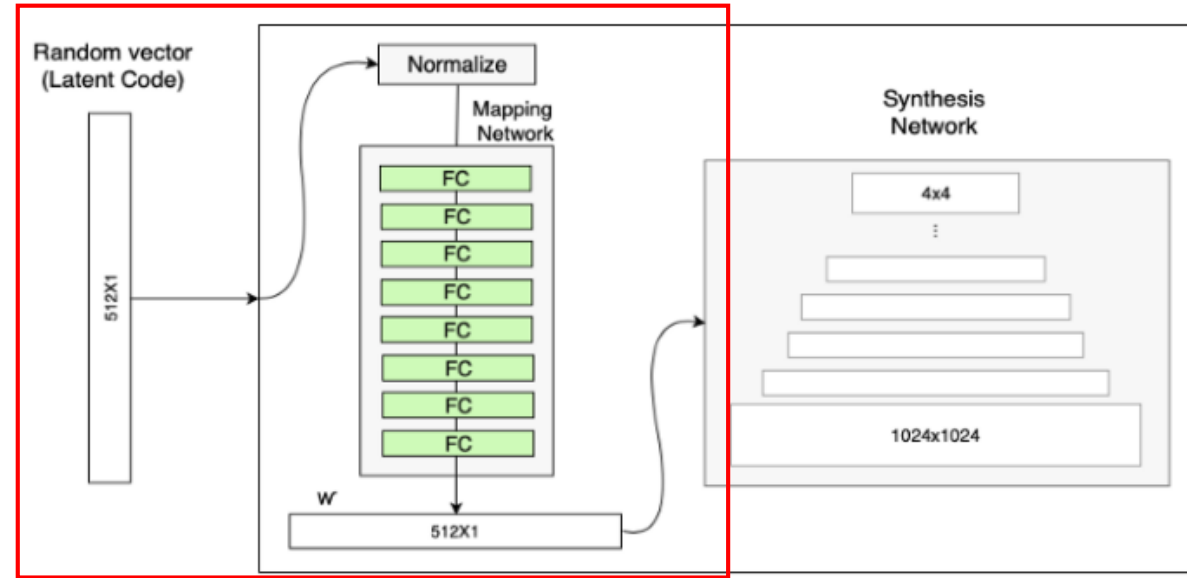 Random vector
(Latent Code)
512X1
Normalize
Mapping
Network
FC
FC
FC
FC
FC
FC
FC
FC
W'
512X1
Synthesis
Network
4x4
...
1024x1024